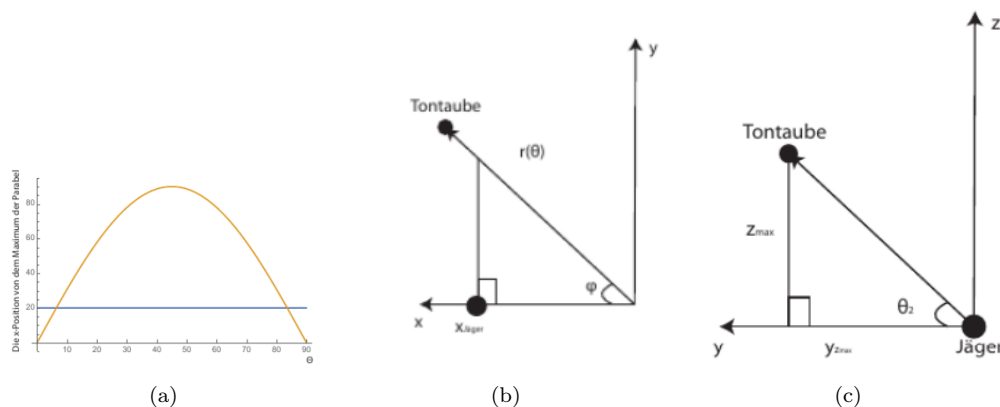 Die x-Position von dem Maximum der Parabel
80
60
40
20
10 20 30 40 50 60 70 80 90
Θ
(a)
y
Tontaube
r(θ)
φ
x
xJäger
(b)
z
Tontaube
zmax
θ2
y
yzmax
Jäger
(c)